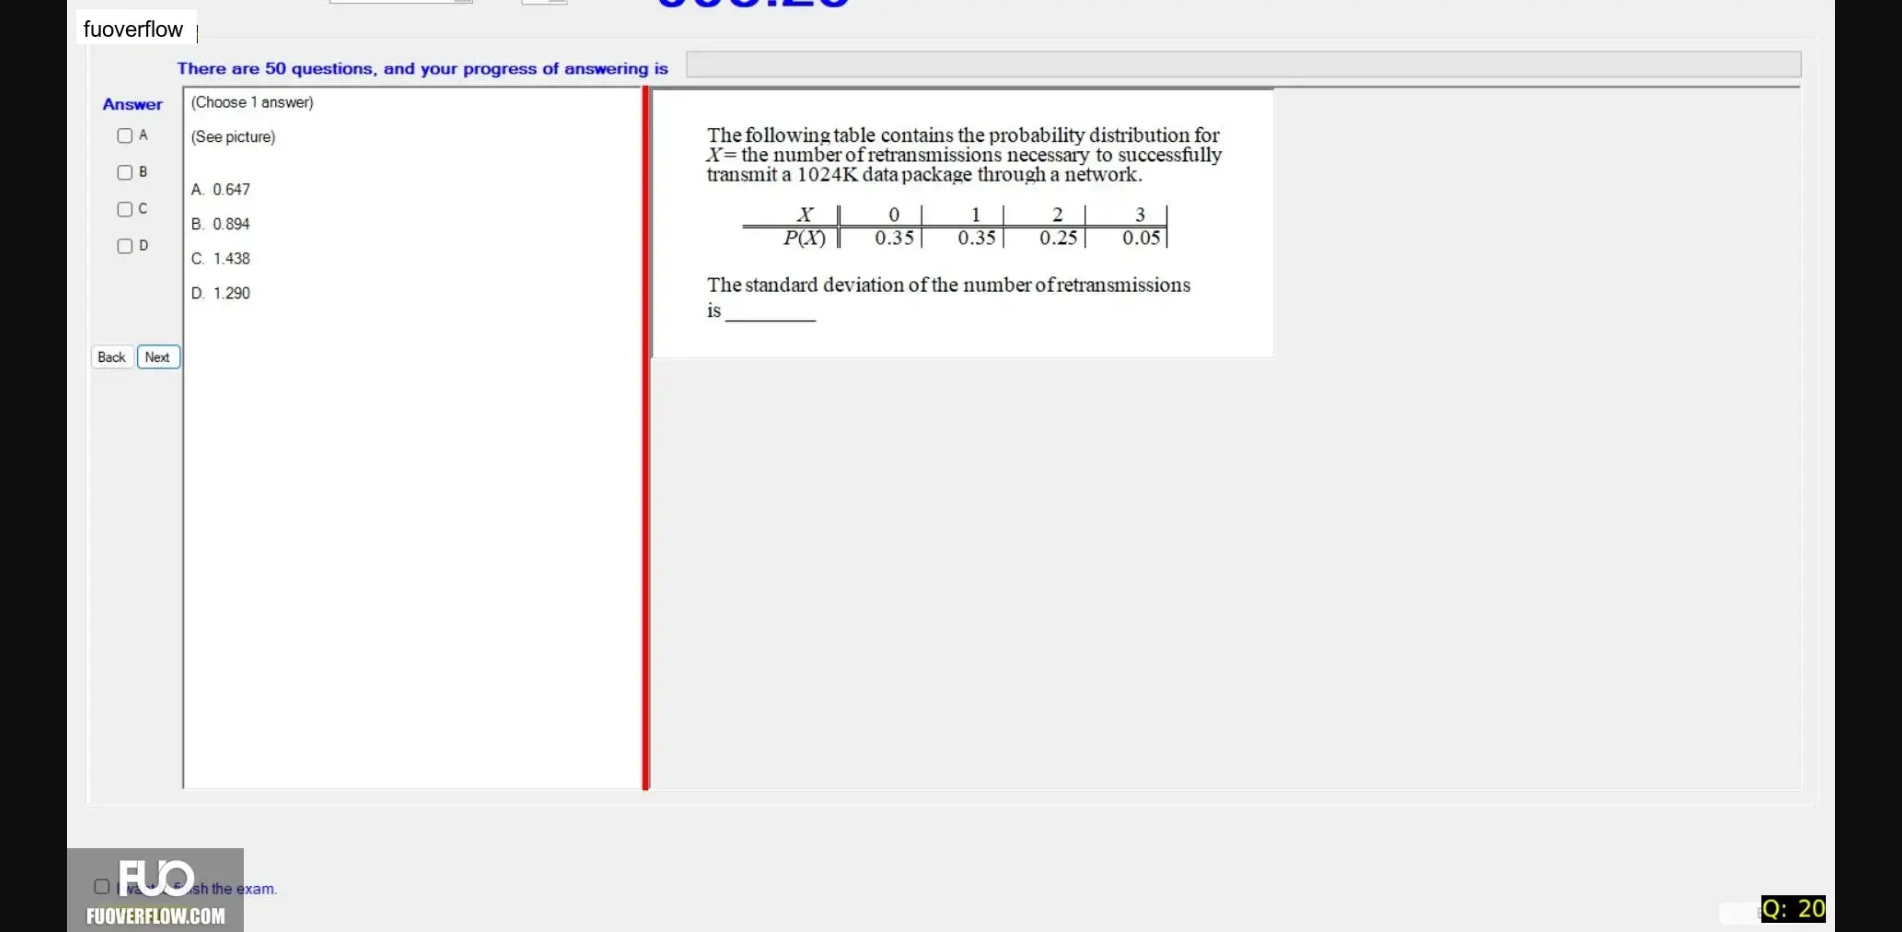 fuoverflow
There are 50 questions, and your progress of answering is
Answer
A
B
C
D
Back
Next
(Choose 1 answer)
(See picture)
A. 0.647
B. 0.894
C. 1.438
D. 1.290
The following table contains the probability distribution for
X= the number of retransmissions necessary to successfully
transmit a 1024K data package through a network.
X 0 1 2 3
P(X) 0.35 0.35 0.25 0.05
The standard deviation of the number of retransmissions
is ________
FUO
the exam.
FUOVERFLOW.COM
Q: 20